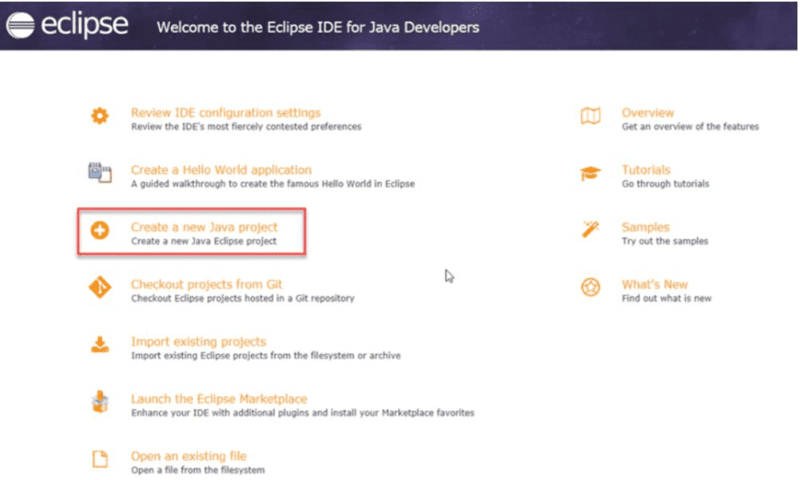 eclipse Welcome to the Eclipse IDE for Java Developers
Review IDE configuration settings
Review the IDE's most fiercely contested preferences
Create a Hello World application
A guided walkthrough to create the famous Hello World in Eclipse
Create a new Java project
Create a new Java Eclipse project
Checkout projects from Git
Checkout Eclipse projects hosted in a Git repository
Import existing projects
Import existing Eclipse projects from the filesystem or archive
Launch the Eclipse Marketplace
Enhance your IDE with additional plugins and install your Marketplace favorites
Open an existing file
Open a file from the filesystem
Overview
Get an overview of the features
Tutorials
Go through tutorials
Samples
Try out the samples
What's New
Find out what is new